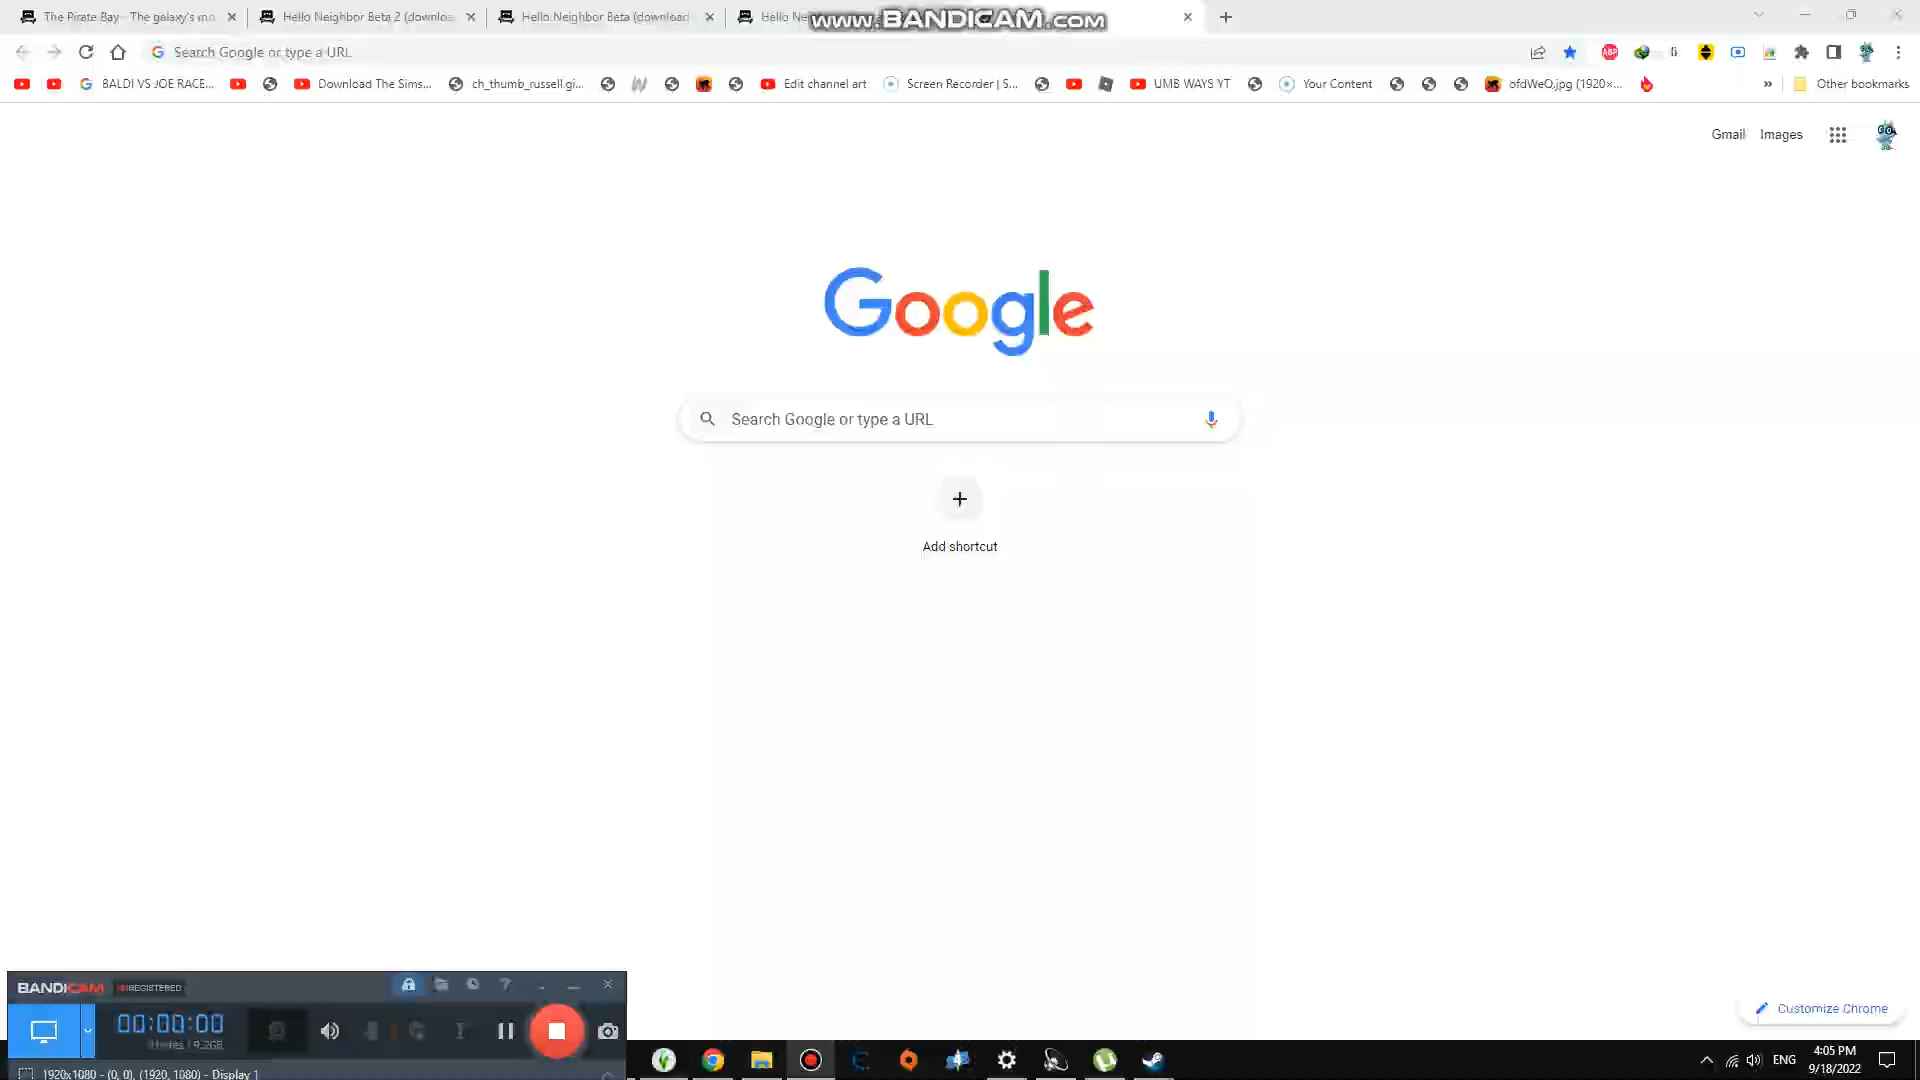 The Pirate Bay - The galaxy's mo
Hello Neighbor Beta 2 (downloa
Hello Neighbor Beta (download
Hello Ne
www.BANDICAM.com
Search Google or type a URL
BALDI VS JOE RACE...
Download The Sims...
ch_thumb_russell.gi...
Edit channel art
Screen Recorder | S...
UMB WAYS YT
Your Content
ofdWeQ.jpg (1920×...
»
Other bookmarks
Gmail
Images
Google
Search Google or type a URL
Add shortcut
Customize Chrome
BANDICAM
UNREGISTERED
00:00:00
1920x1080 - (0, 0), (1920, 1080) - Display 1
ENG
4:05 PM
9/18/2022